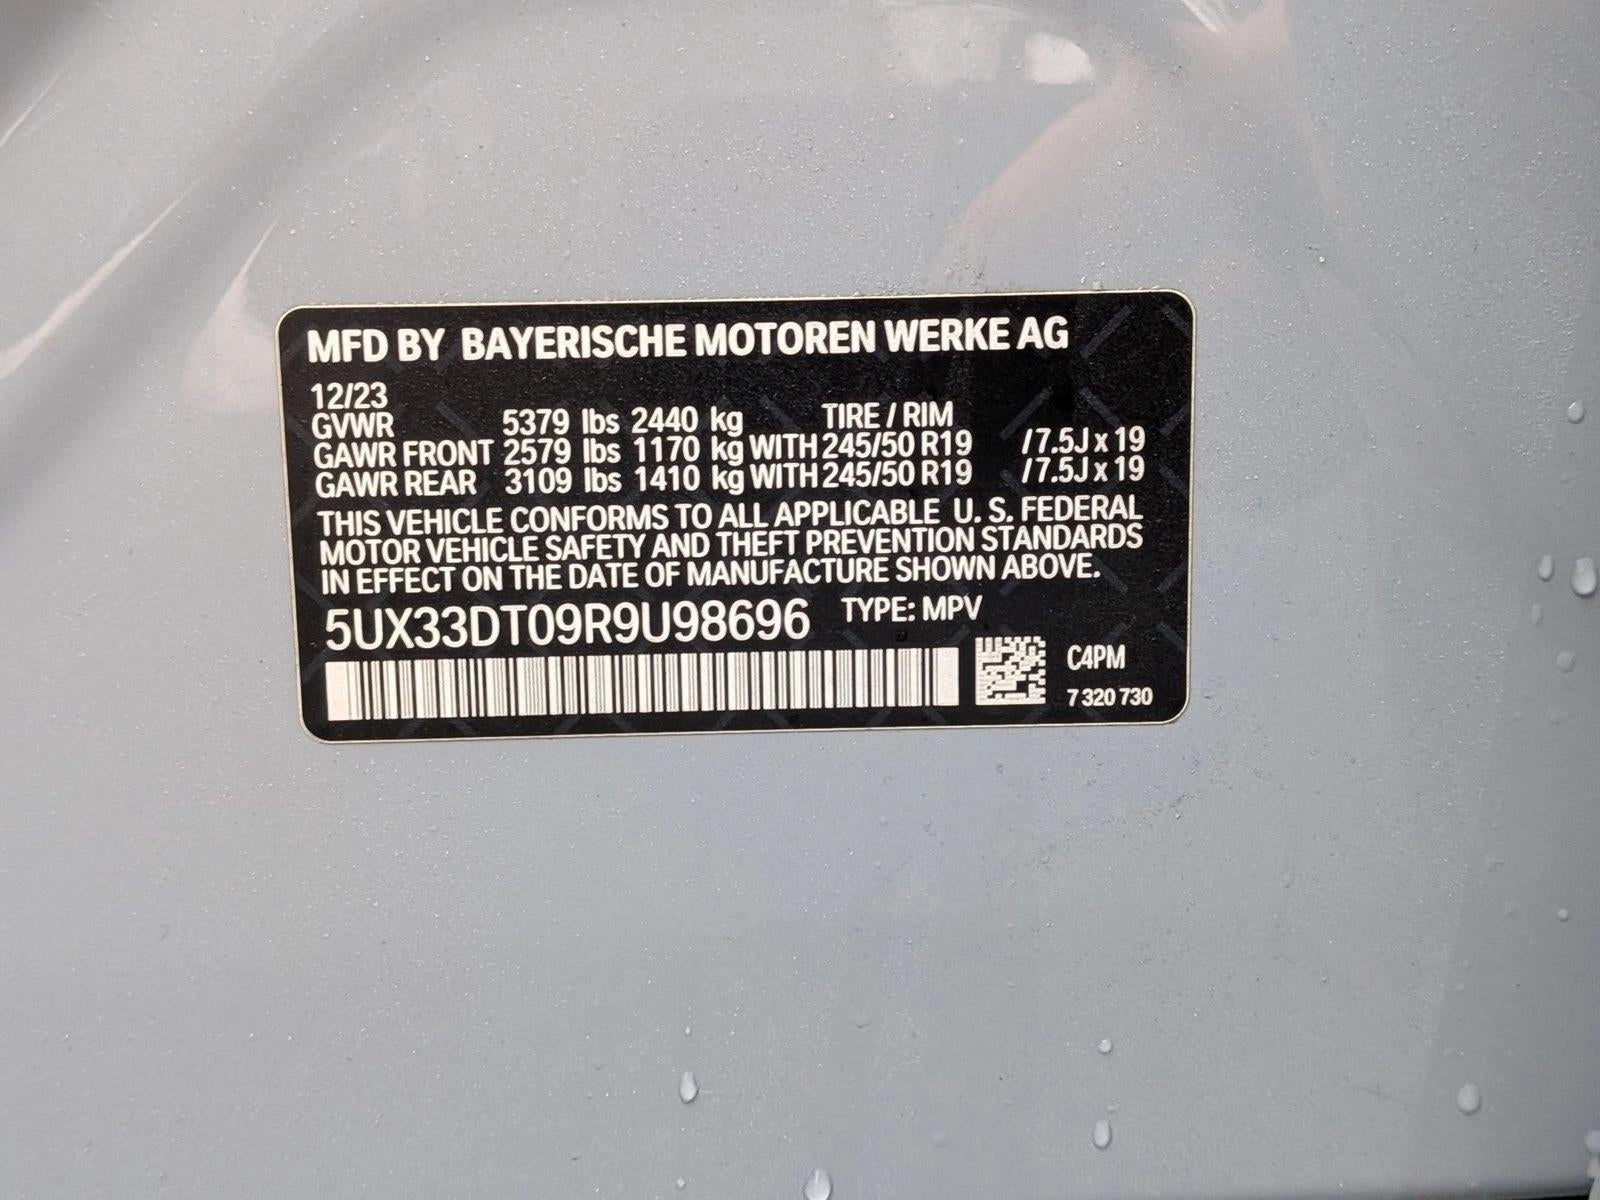 MFD BY BAYERISCHE MOTOREN WERKE AG
12/23
GVWR 5379 lbs 2440 kg TIRE / RIM
GAWR FRONT 2579 lbs 1170 kg WITH 245/50 R19 /7.5J x 19
GAWR REAR 3109 lbs 1410 kg WITH 245/50 R19 /7.5J x 19
THIS VEHICLE CONFORMS TO ALL APPLICABLE U. S. FEDERAL
MOTOR VEHICLE SAFETY AND THEFT PREVENTION STANDARDS
IN EFFECT ON THE DATE OF MANUFACTURE SHOWN ABOVE.
5UX33DT09R9U98696 TYPE: MPV
C4PM
7 320 730